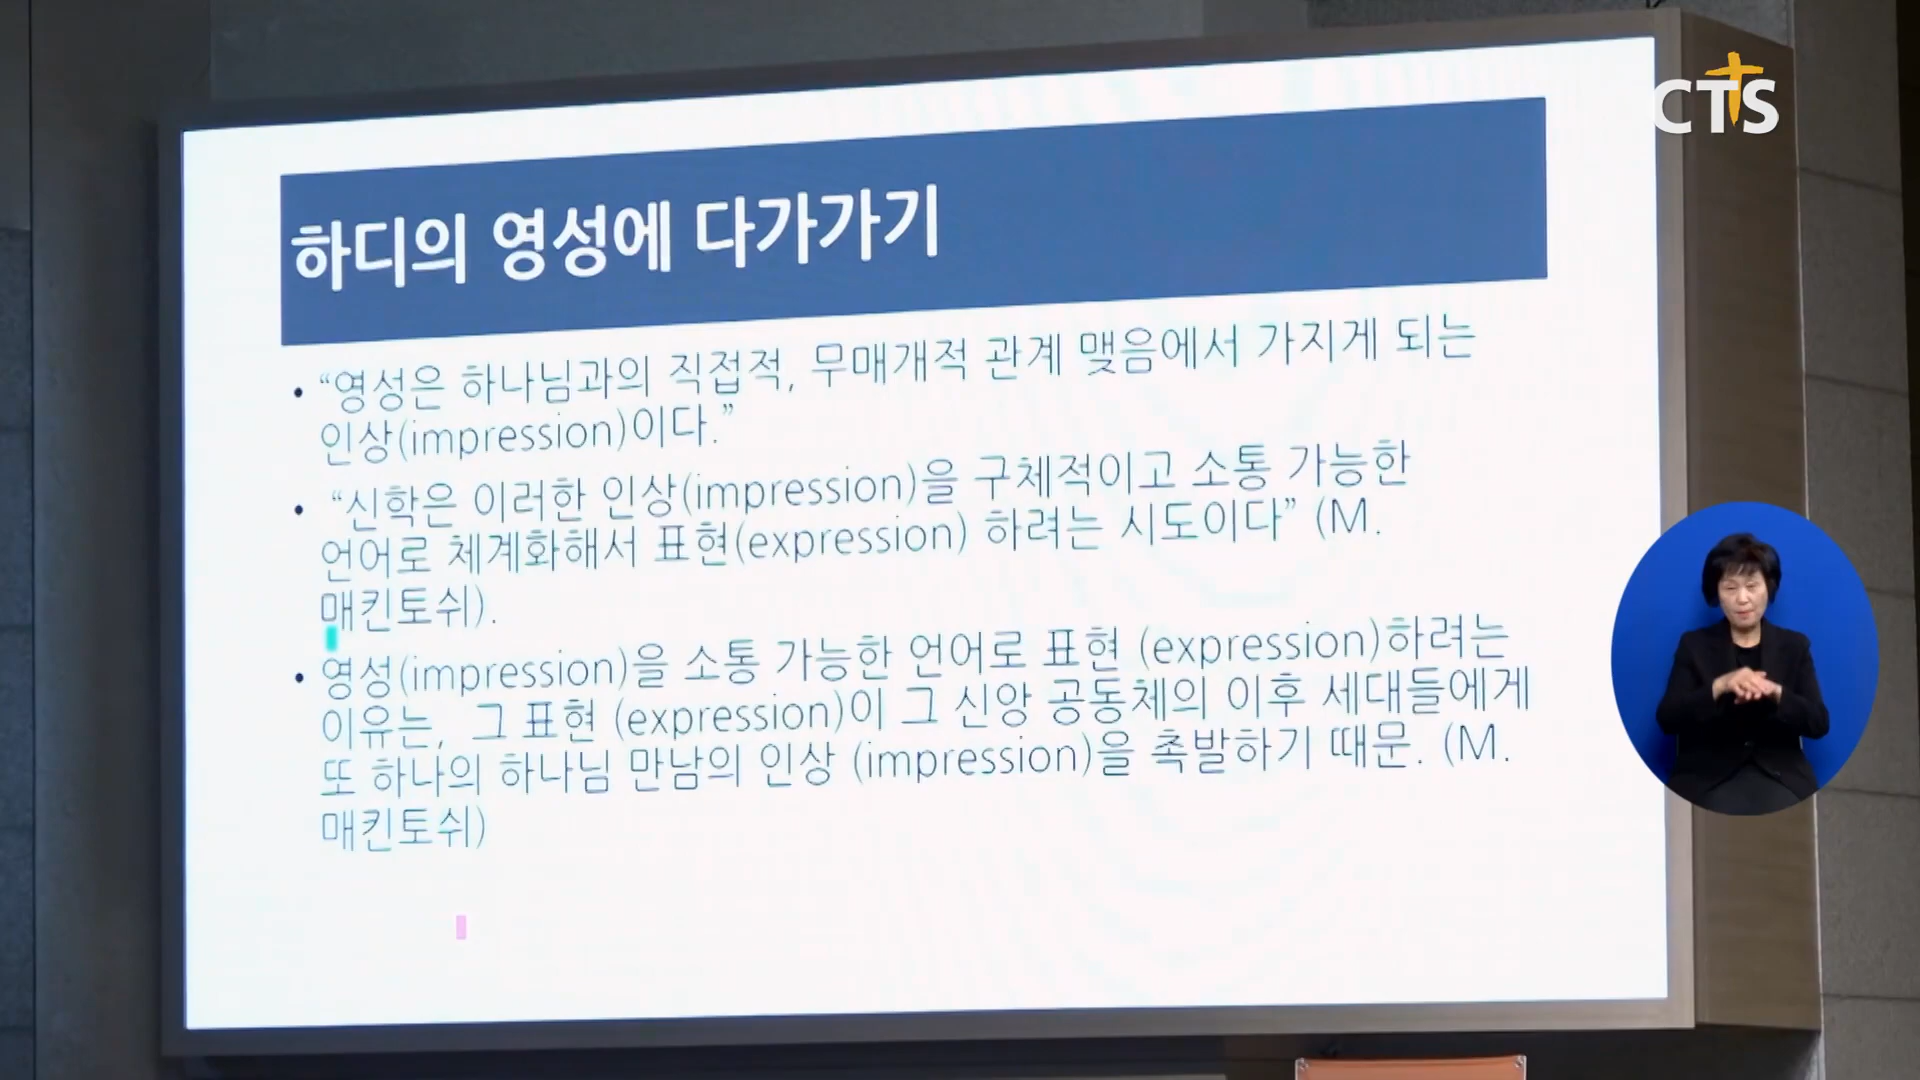 CTS
하디의 영성에 다가가기
• “영성은 하나님과의 직접적, 무매개적 관계 맺음에서 가지게 되는
인상(impression)이다.”
• “신학은 이러한 인상(impression)을 구체적이고 소통 가능한
언어로 체계화해서 표현(expression) 하려는 시도이다” (M.
매킨토쉬).
• 영성(impression)을 소통 가능한 언어로 표현 (expression)하려는
이유는, 그 표현 (expression)이 그 신앙 공동체의 이후 세대들에게
또 하나의 하나님 만남의 인상 (impression)을 촉발하기 때문. (M.
매킨토쉬)